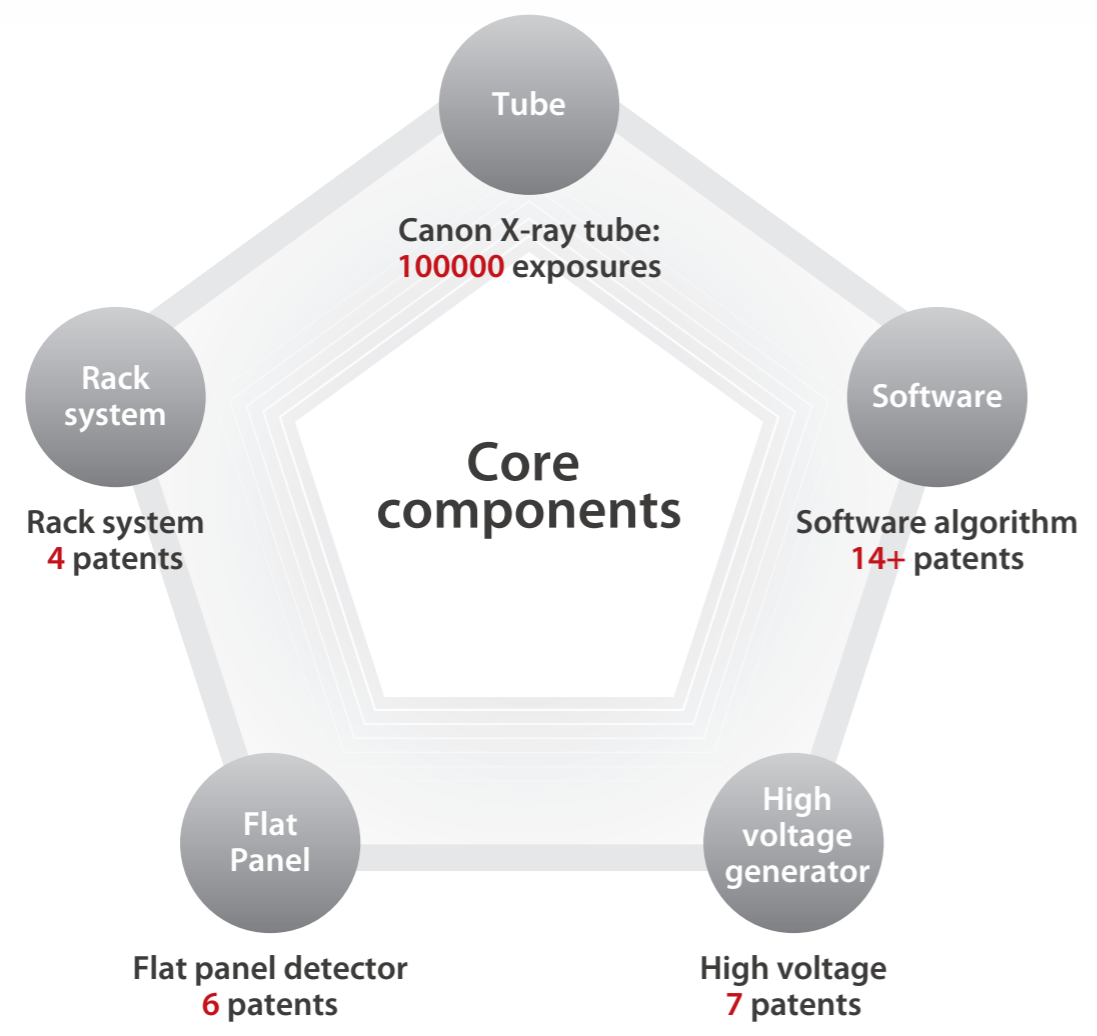 Tube
Canon X-ray tube:
100000 exposures
Rack
system
Rack system
4 patents
Software
Software algorithm
14+ patents
Core
components
Flat
Panel
Flat panel detector
6 patents
High
voltage
generator
High voltage
7 patents